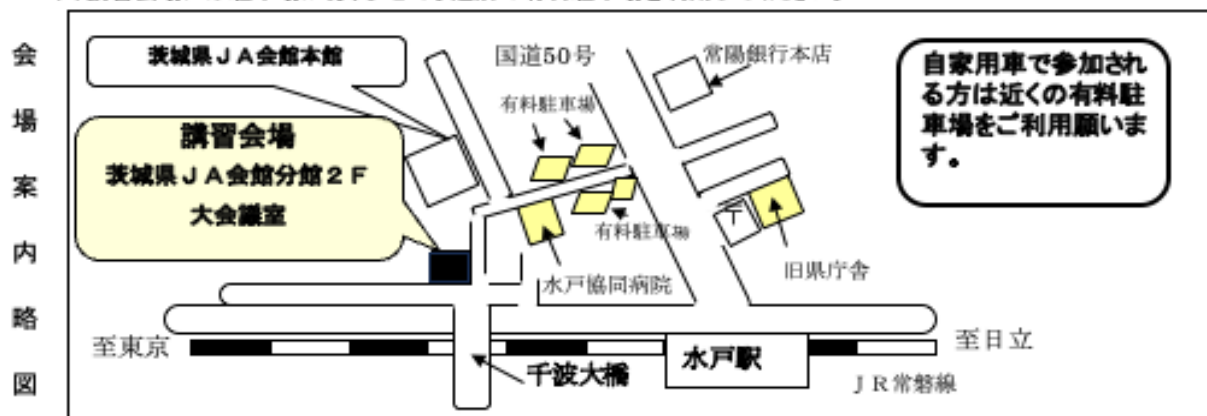 会場案内略図
茨城県ＪＡ会館本館
国道50号
常陽銀行本店
自家用車で参加され
る方は近くの有料駐
車場をご利用願いま
す。
有料駐車場
講習会場
茨城県ＪＡ会館分館２Ｆ
大会議室
〒
有料駐車場
水戸協同病院
旧県庁舎
至東京
至日立
水戸駅
千波大橋
ＪＲ常磐線